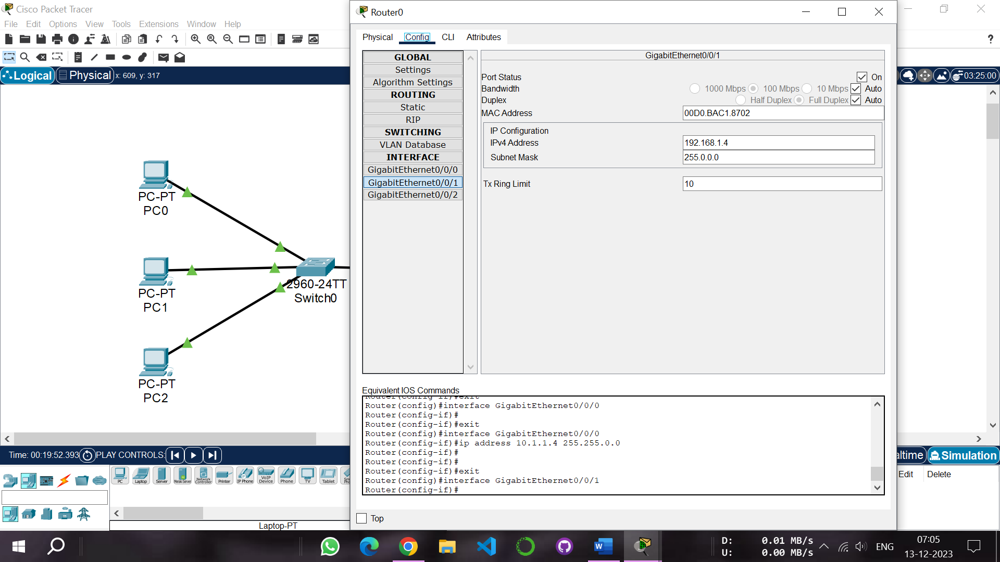 Cisco Packet Tracer
File Edit Options View Tools Extensions Window Help
?
Logical Physical x: 609, y: 317
03:25:00
PC-PT
PC0
PC-PT
PC1
PC-PT
PC2
2960-24TT
Switch0
Time: 00:19:52.393 PLAY CONTROLS:
altime Simulation
PC Laptop Server Meraki Server Network Controller Printer IP Phone VoIP Device Phone TV Tablet
Edit Delete
Laptop-PT
Router0
Physical Config CLI Attributes
GLOBAL
Settings
Algorithm Settings
ROUTING
Static
RIP
SWITCHING
VLAN Database
INTERFACE
GigabitEthernet0/0/0
GigabitEthernet0/0/1
GigabitEthernet0/0/2
GigabitEthernet0/0/1
Port Status On
Bandwidth 1000 Mbps 100 Mbps 10 Mbps Auto
Duplex Half Duplex Full Duplex Auto
MAC Address 00D0.BAC1.8702
IP Configuration
IPv4 Address 192.168.1.4
Subnet Mask 255.0.0.0
Tx Ring Limit 10
Equivalent IOS Commands
Router(config-if)#exit
Router(config)#interface GigabitEthernet0/0/0
Router(config-if)#
Router(config-if)#exit
Router(config)#interface GigabitEthernet0/0/0
Router(config-if)#ip address 10.1.1.4 255.255.0.0
Router(config-if)#
Router(config-if)#
Router(config-if)#exit
Router(config)#interface GigabitEthernet0/0/1
Router(config-if)#
Top
D: 0.01 MB/s
U: 0.00 MB/s
ENG
07:05
13-12-2023